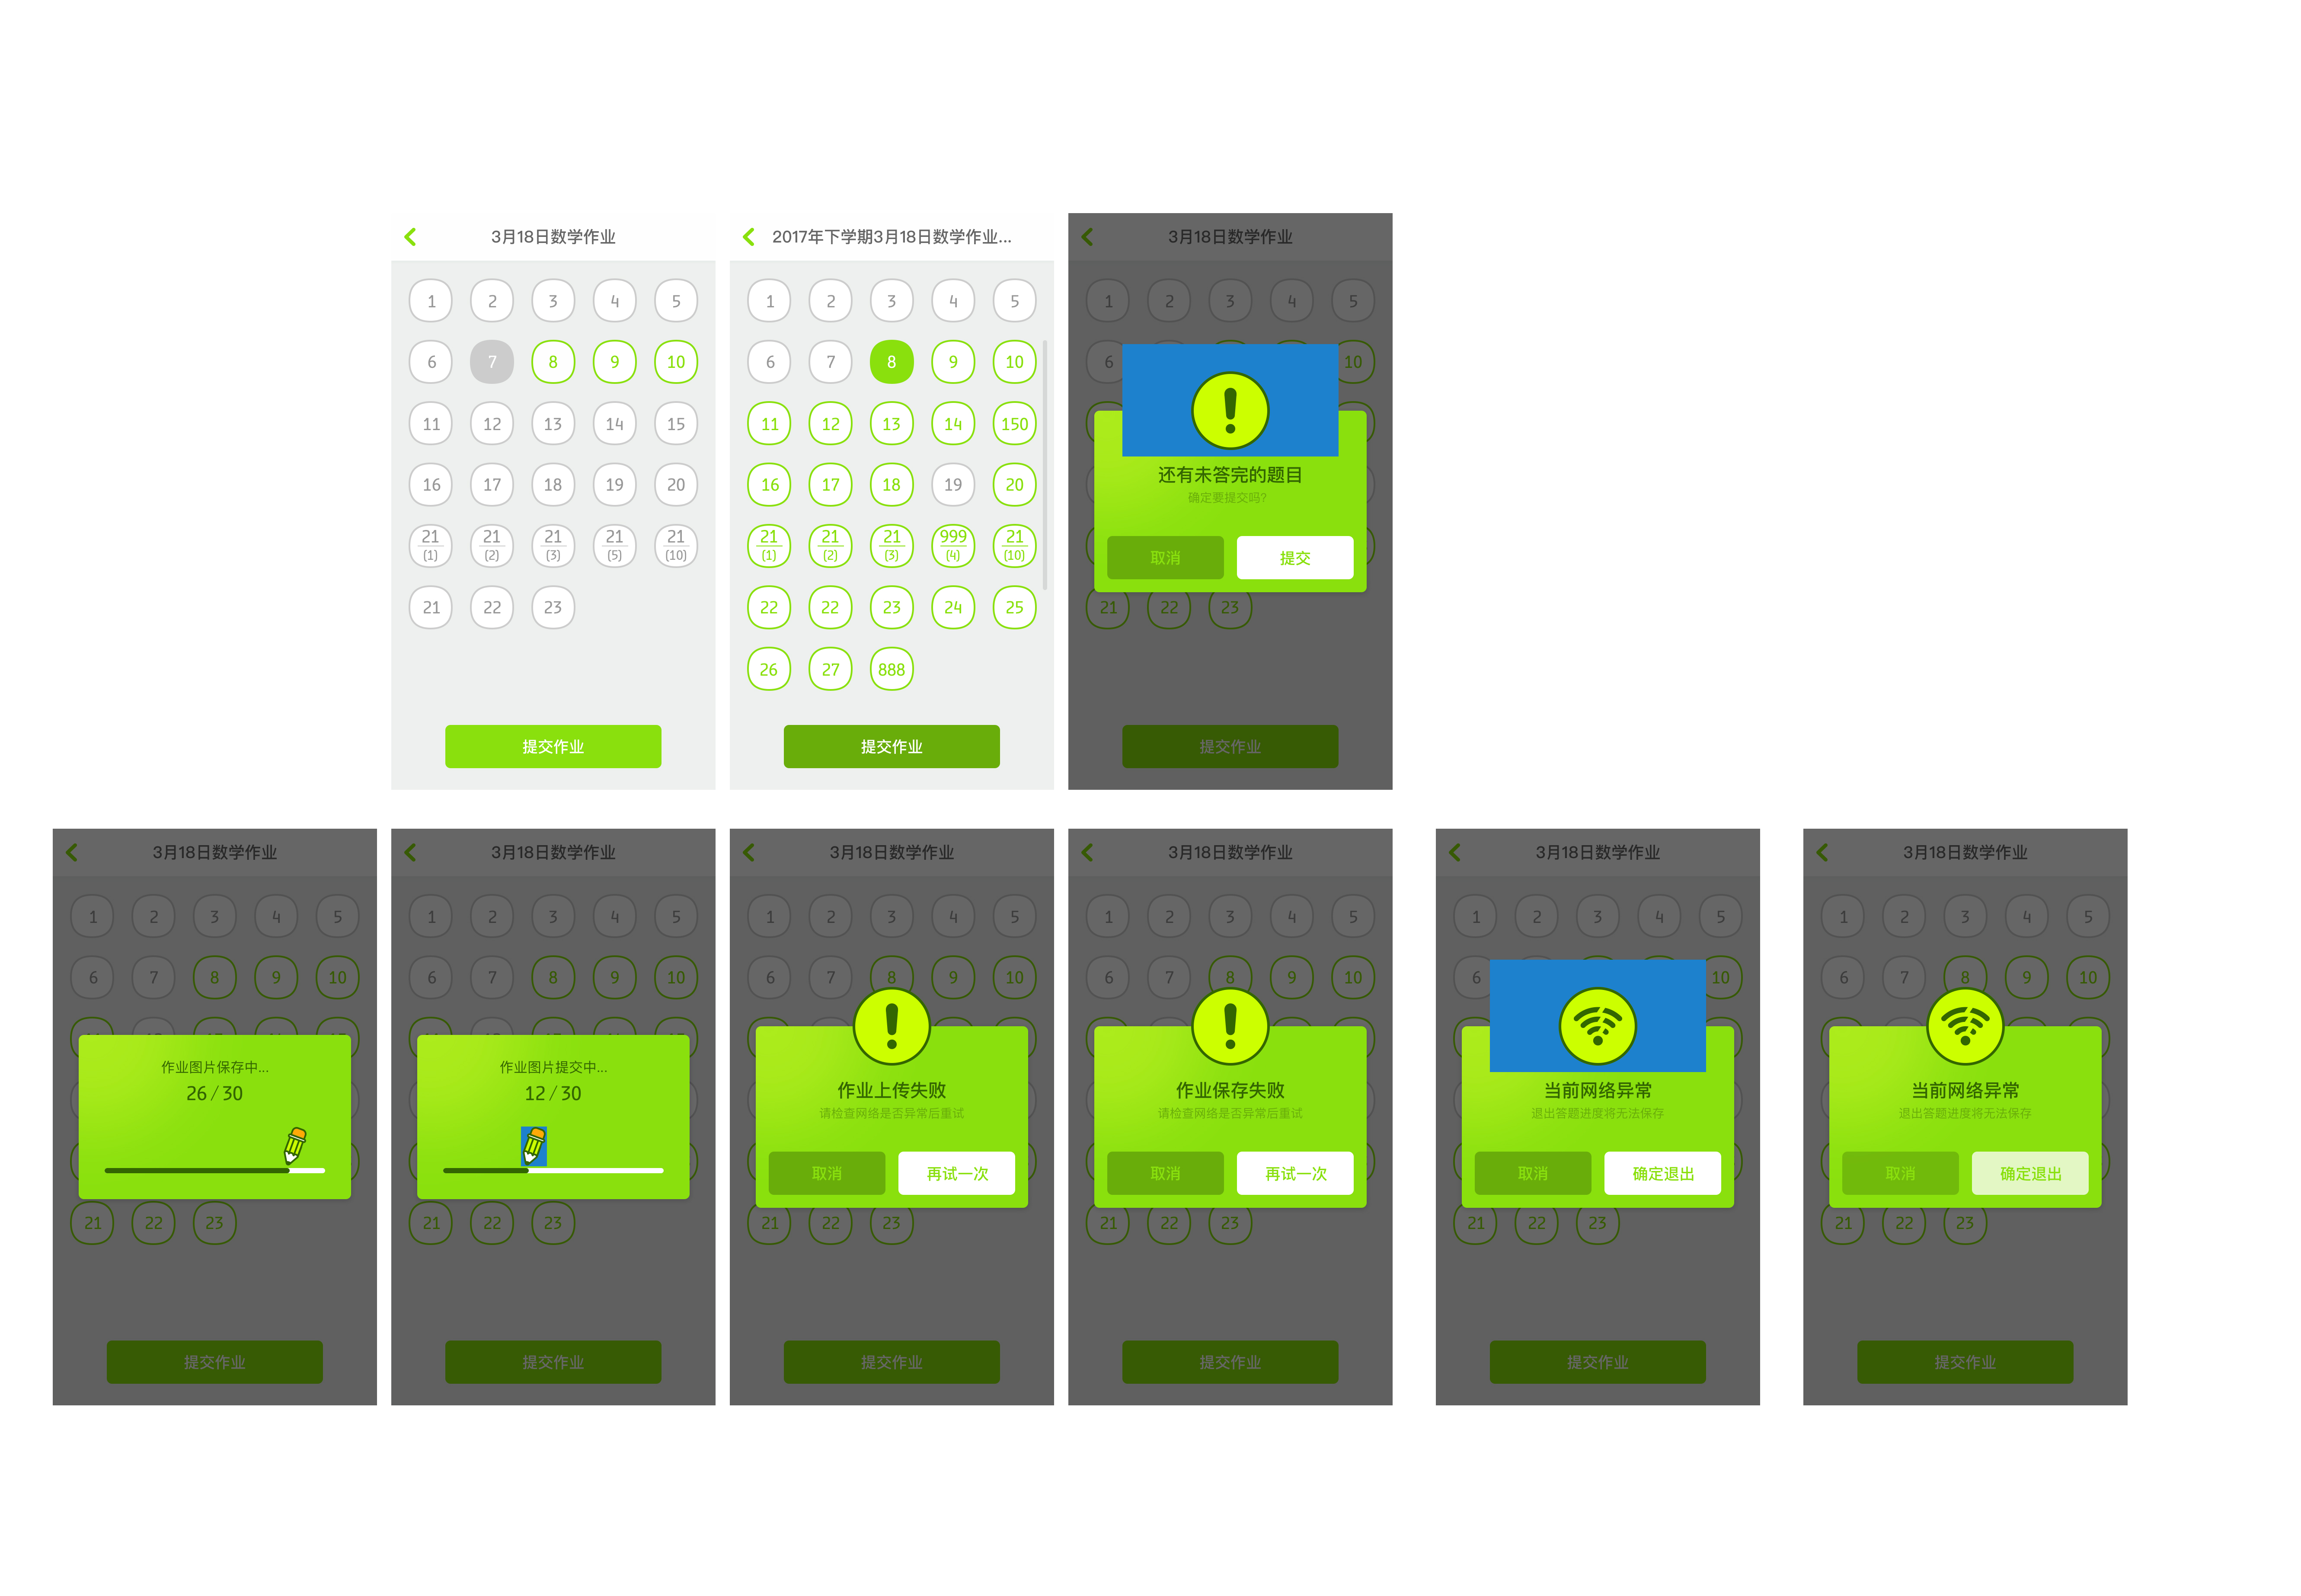 3月18日数学作业
1 2 3 4 5
6 7 8 9 10
11 12 13 14 15
16 17 18 19 20
21 21 21 21 21
(1) (2) (3) (5) (10)
21 22 23
提交作业
2017年下学期3月18日数学作业...
1 2 3 4 5
6 7 8 9 10
11 12 13 14 150
16 17 18 19 20
21 21 21 999 21
(1) (2) (3) (4) (10)
22 22 23 24 25
26 27 888
提交作业
3月18日数学作业
1 2 3 4 5
6 10
还有未答完的题目
确定要提交吗?
取消 提交
21 22 23
提交作业
3月18日数学作业
1 2 3 4 5
6 7 8 9 10
作业图片保存中...
26/30
21 22 23
提交作业
3月18日数学作业
1 2 3 4 5
6 7 8 9 10
作业图片提交中...
12/30
21 22 23
提交作业
3月18日数学作业
1 2 3 4 5
6 7 8 9 10
作业上传失败
请检查网络是否异常后重试
取消 再试一次
21 22 23
提交作业
3月18日数学作业
1 2 3 4 5
6 7 8 9 10
作业保存失败
请检查网络是否异常后重试
取消 再试一次
21 22 23
提交作业
3月18日数学作业
1 2 3 4 5
6 10
当前网络异常
退出答题进度将无法保存
取消 确定退出
21 22 23
提交作业
3月18日数学作业
1 2 3 4 5
6 7 8 9 10
当前网络异常
退出答题进度将无法保存
取消 确定退出
21 22 23
提交作业